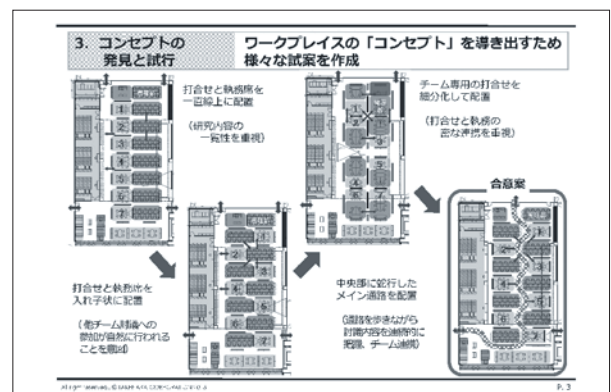 3. コンセプトの
発見と試行
ワークプレイスの「コンセプト」を導き出すため
様々な試案を作成
打合せと執務席を
一直線上に配置
(研究内容の
一覧性を重視)
チーム専用の打合せを
細分化して配置
(打合せと執務の
密な連携を重視)
合意案
打合せと執務席を
入れ子状に配置
(他チーム討議への
参加が自然に行われる
ことを意図)
中央部に蛇行した
メイン通路を配置
(通路を歩きながら
討議内容を連続的に
把握、チーム連携)
P. 3